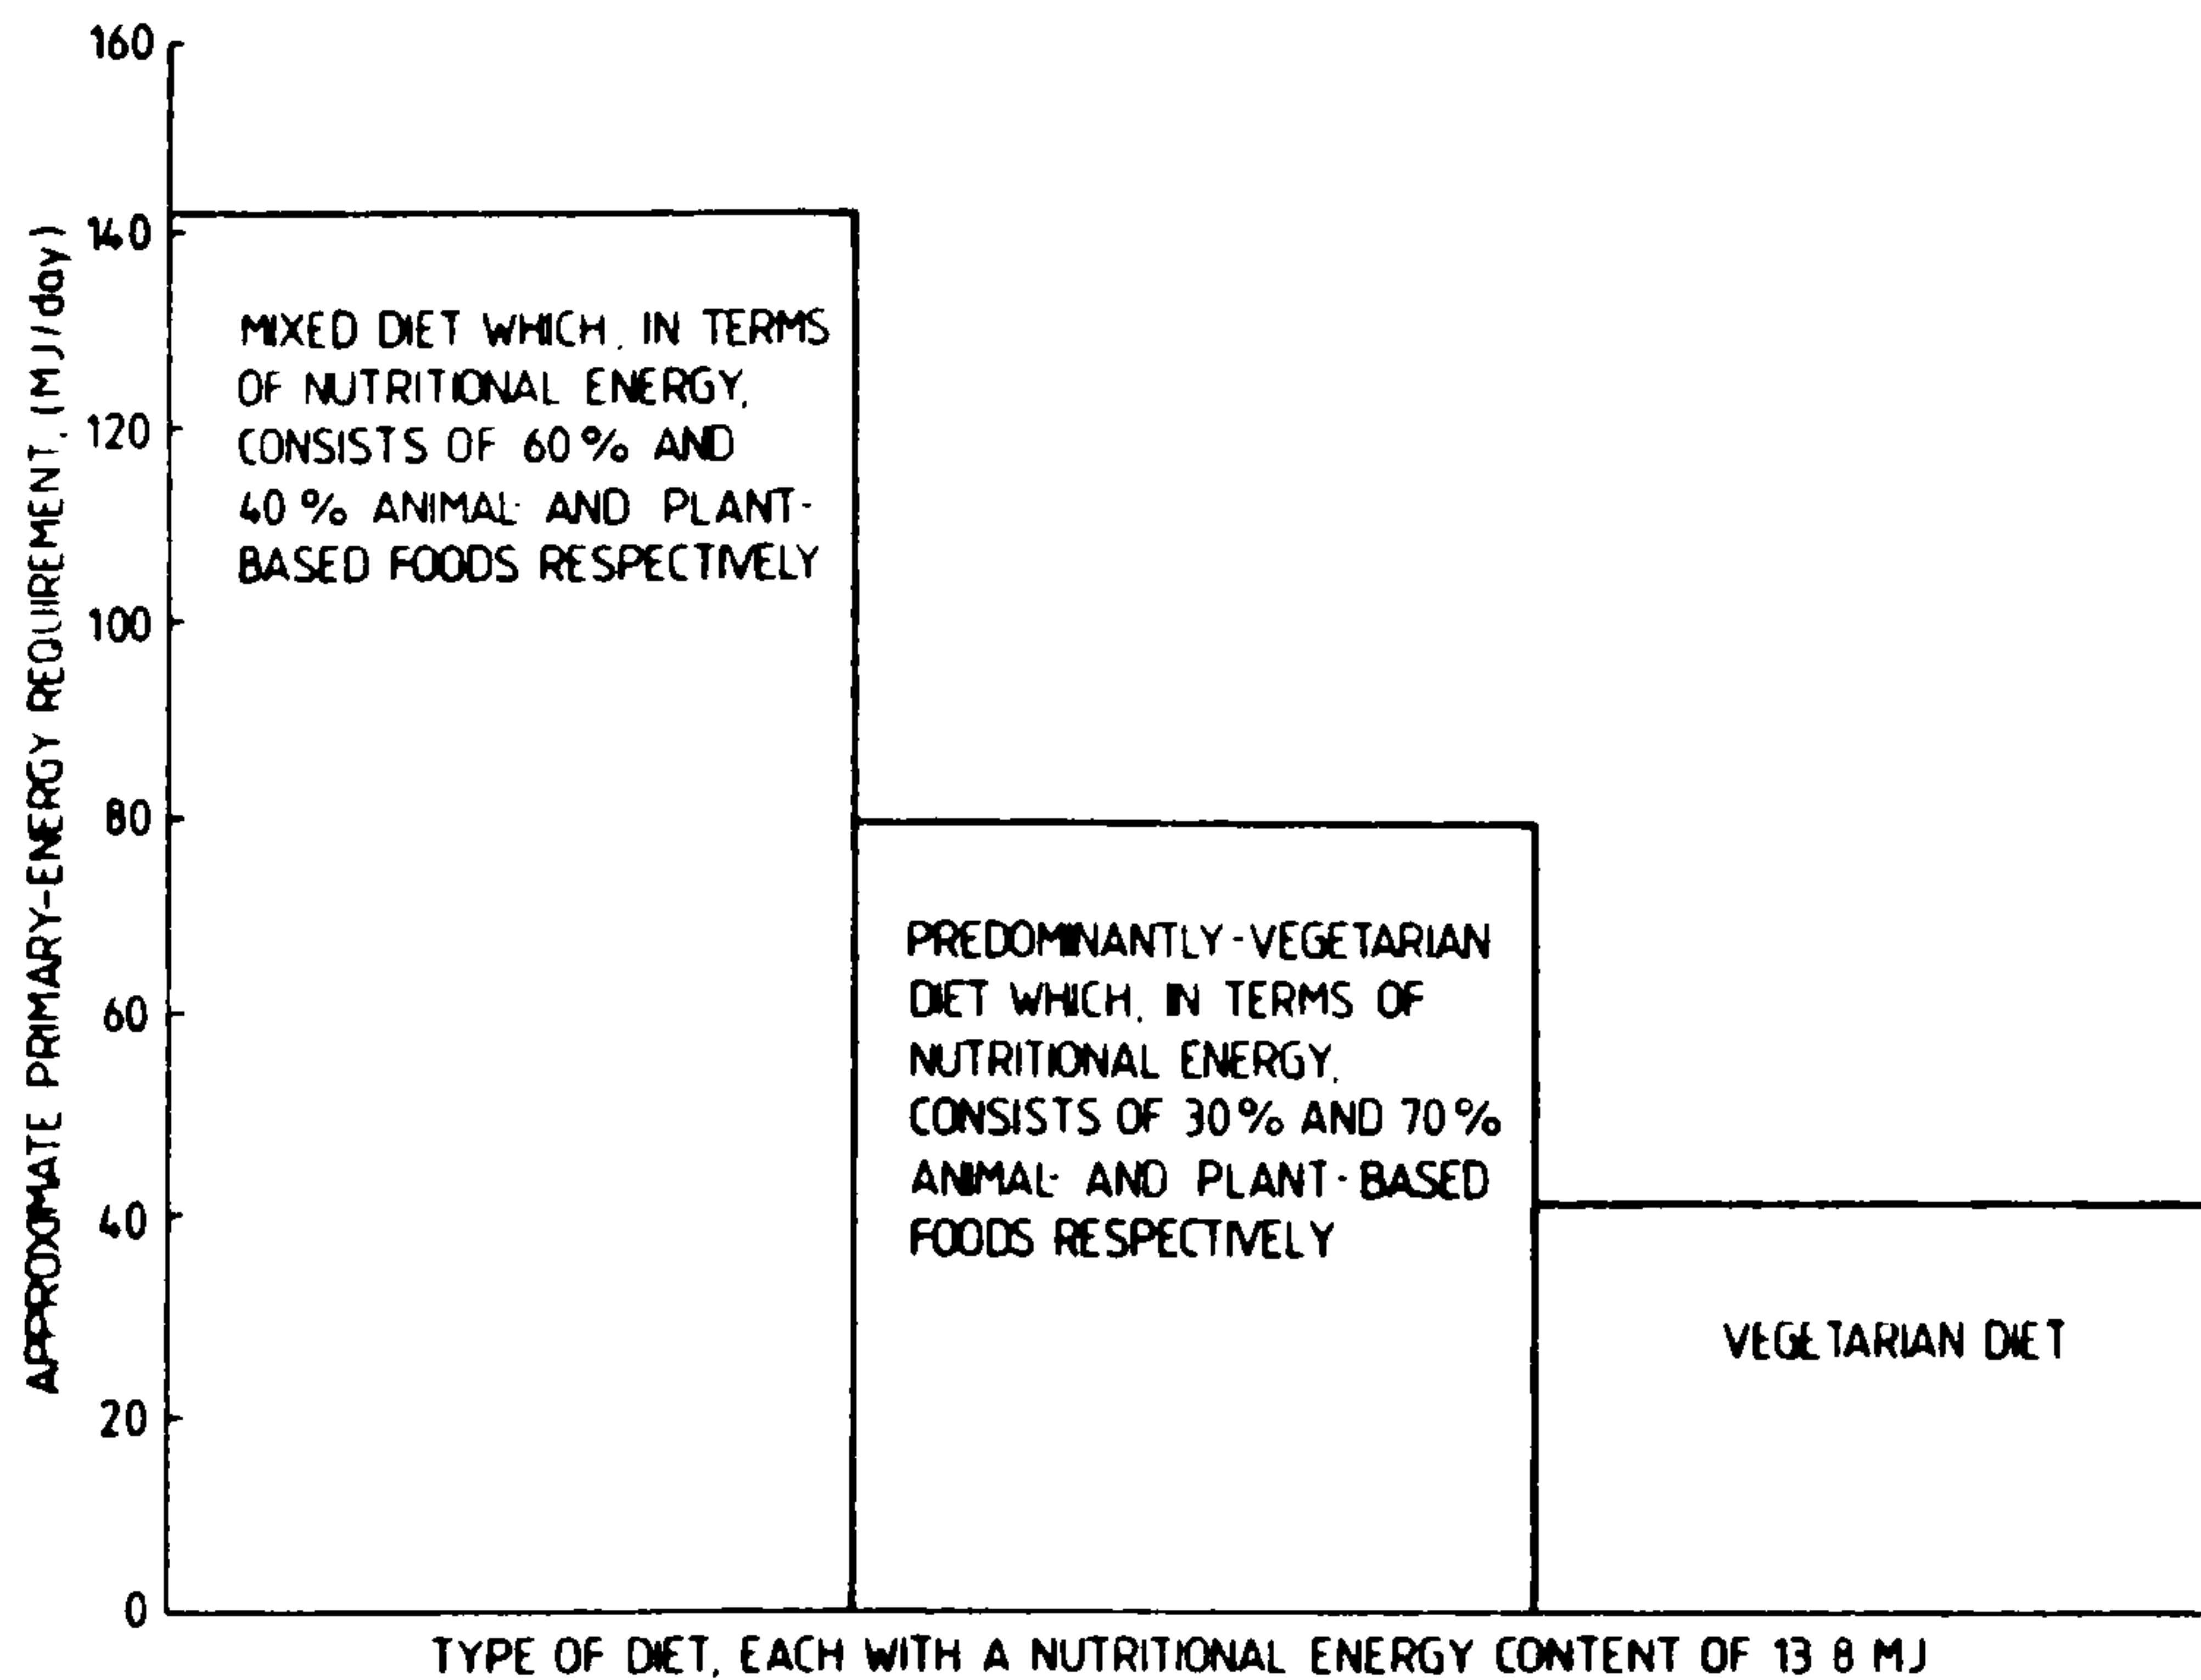 160
140
120
100
80
60
40
20
0
APPROXIMATE PRIMARY-ENERGY REQUIREMENT, (MJ/day)
MIXED DIET WHICH, IN TERMS
OF NUTRITIONAL ENERGY,
CONSISTS OF 60% AND
40% ANIMAL- AND PLANT-
BASED FOODS RESPECTIVELY
PREDOMINANTLY-VEGETARIAN
DIET WHICH, IN TERMS OF
NUTRITIONAL ENERGY,
CONSISTS OF 30% AND 70%
ANIMAL- AND PLANT-BASED
FOODS RESPECTIVELY
VEGETARIAN DIET
TYPE OF DIET, EACH WITH A NUTRITIONAL ENERGY CONTENT OF 13 8 MJ